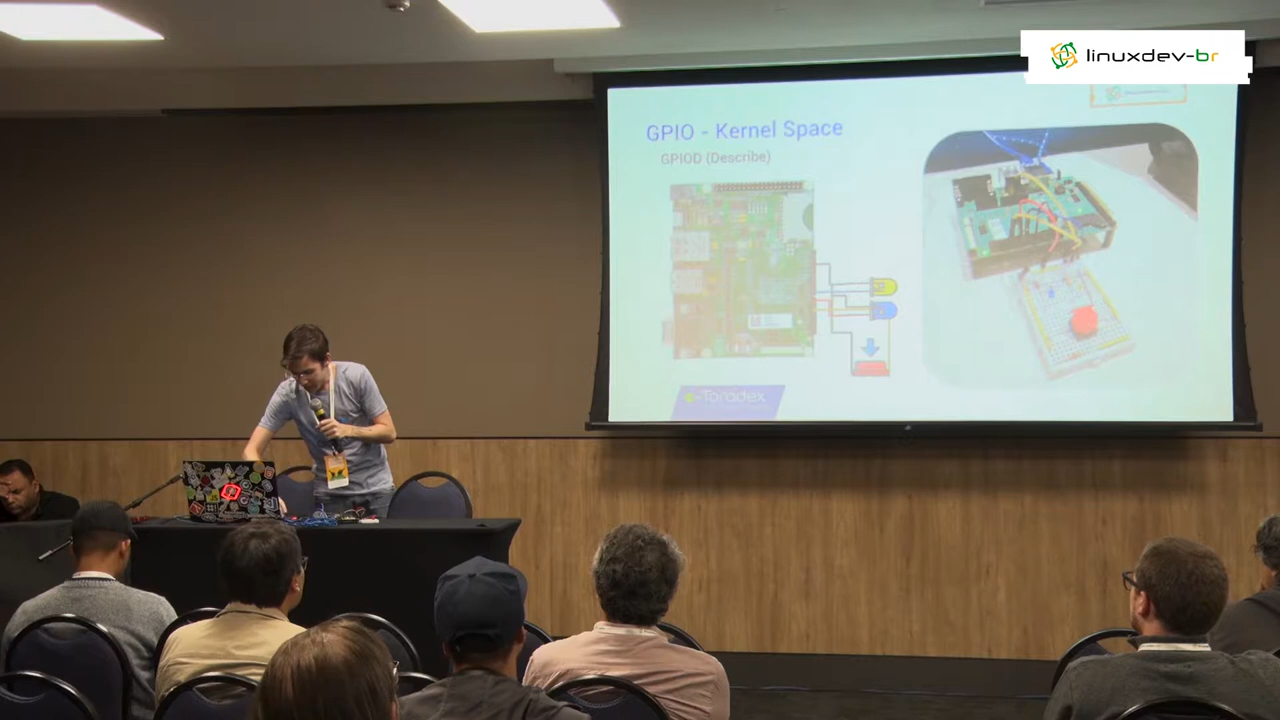 linuxdev-br
GPIO - Kernel Space
GPIOD (Describe)
Toradex